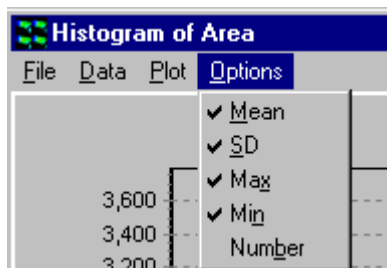 Histogram of Area
File Data Plot Options
Mean
SD
Max
Min
Number
3,600
3,400
3,200